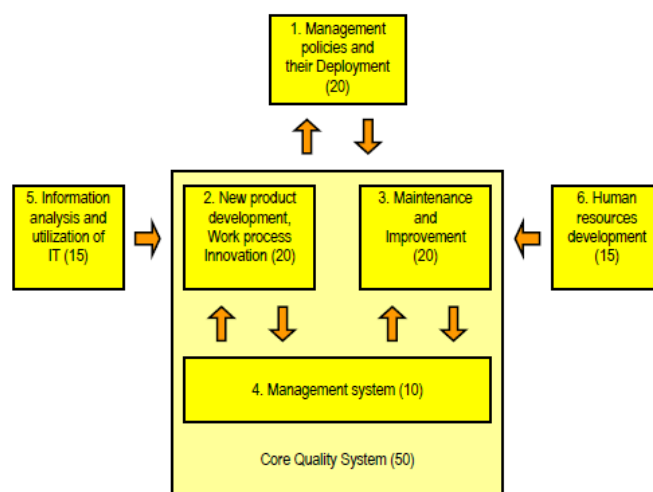 1. Management
policies and
their Deployment
(20)
5. Information
analysis and
utilization of
IT (15)
2. New product
development,
Work process
Innovation (20)
3. Maintenance
and
Improvement
(20)
6. Human
resources
development
(15)
4. Management system (10)
Core Quality System (50)